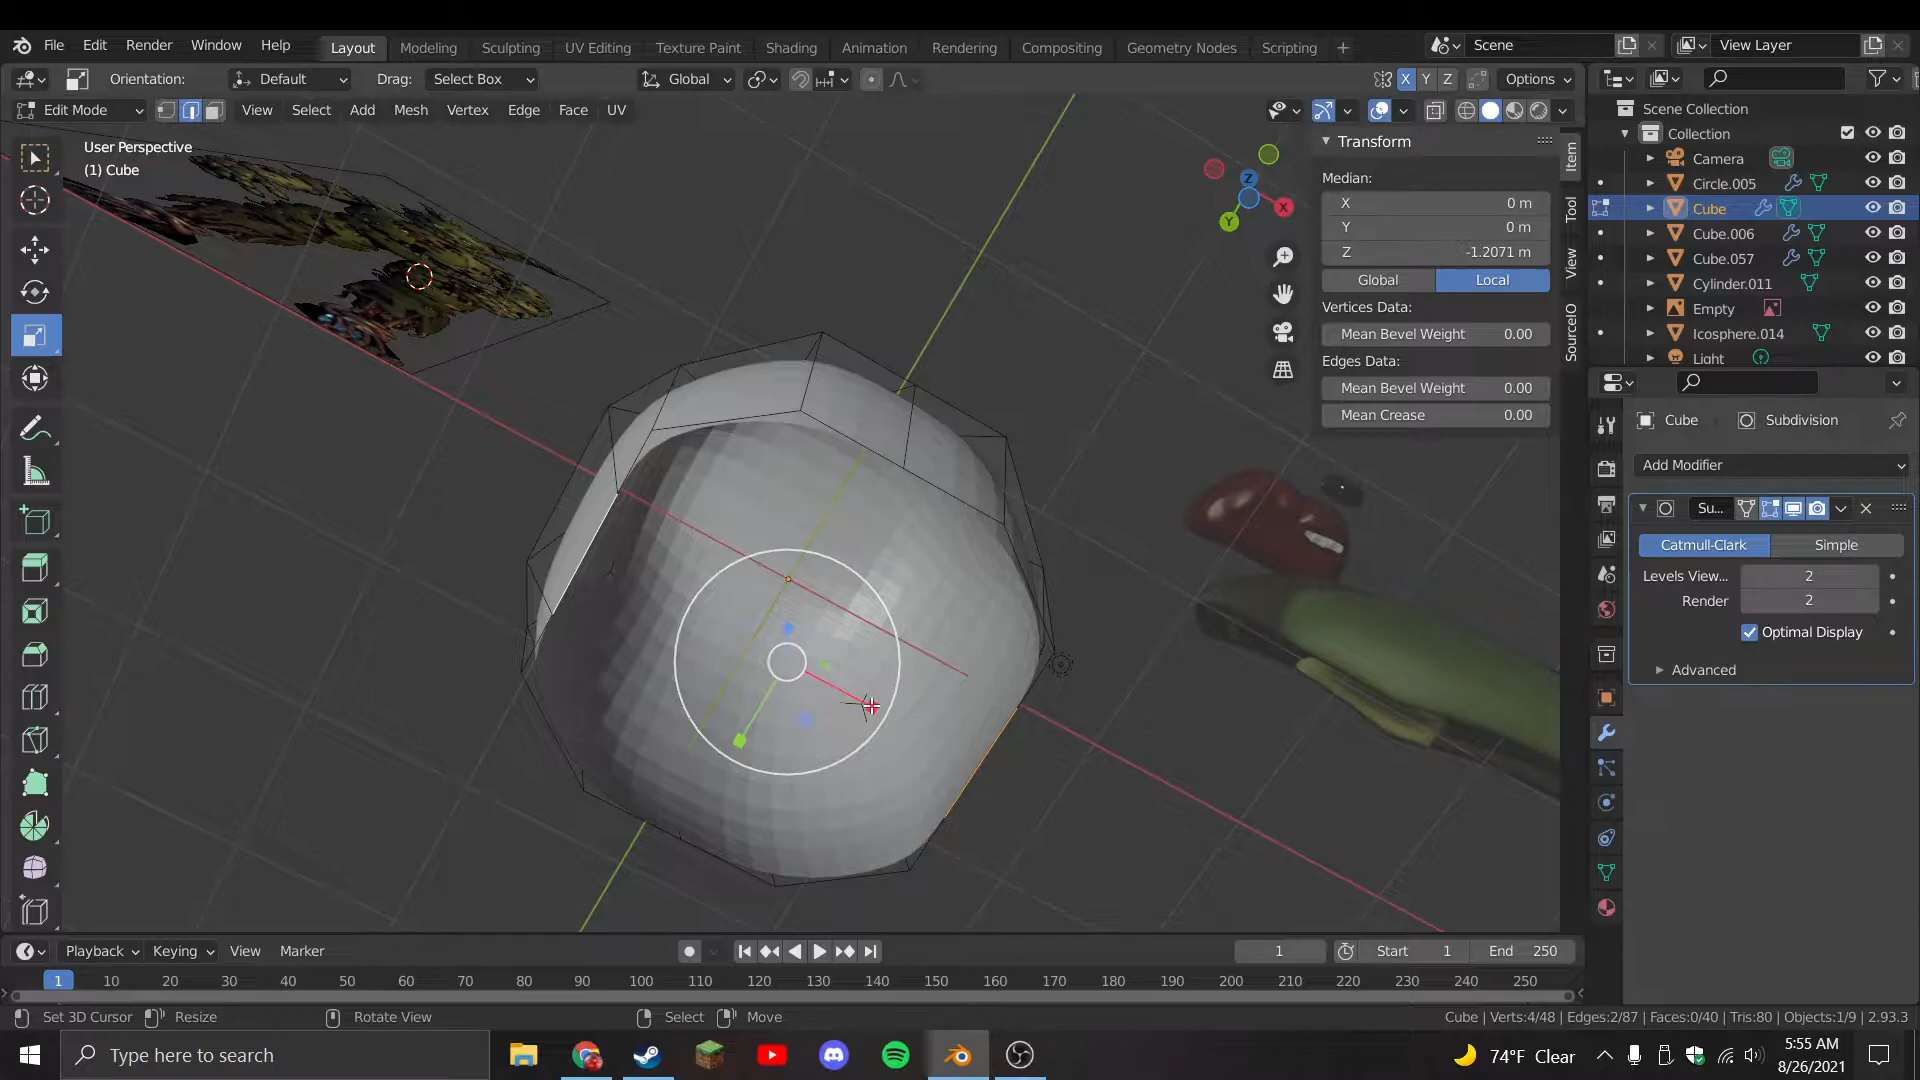 File Edit Render Window Help Layout Modeling Sculpting UV Editing Texture Paint Shading Animation Rendering Compositing Geometry Nodes Scripting + Scene View Layer
Orientation: Default Drag: Select Box Global X Y Z Options
Edit Mode View Select Add Mesh Vertex Edge Face UV
User Perspective
(1) Cube
Z
X
Y
Transform
Median:
X 0 m
Y 0 m
Z -1.2071 m
Global Local
Vertices Data:
Mean Bevel Weight 0.00
Edges Data:
Mean Bevel Weight 0.00
Mean Crease 0.00
Item
Tool
View
SourceIO
Scene Collection
Collection
Camera
Circle.005
Cube
Cube.006
Cube.057
Cylinder.011
Empty
Icosphere.014
Light
Cube Subdivision
Add Modifier
Su...
Catmull-Clark Simple
Levels View... 2
Render 2
Optimal Display
Advanced
Playback Keying View Marker 1 Start 1 End 250
1 10 20 30 40 50 60 70 80 90 100 110 120 130 140 150 160 170 180 190 200 210 220 230 240 250
Set 3D Cursor Resize Rotate View Select Move Cube | Verts:4/48 | Edges:2/87 | Faces:0/40 | Tris:80 | Objects:1/9 | 2.93.3
Type here to search 74°F Clear 5:55 AM
8/26/2021